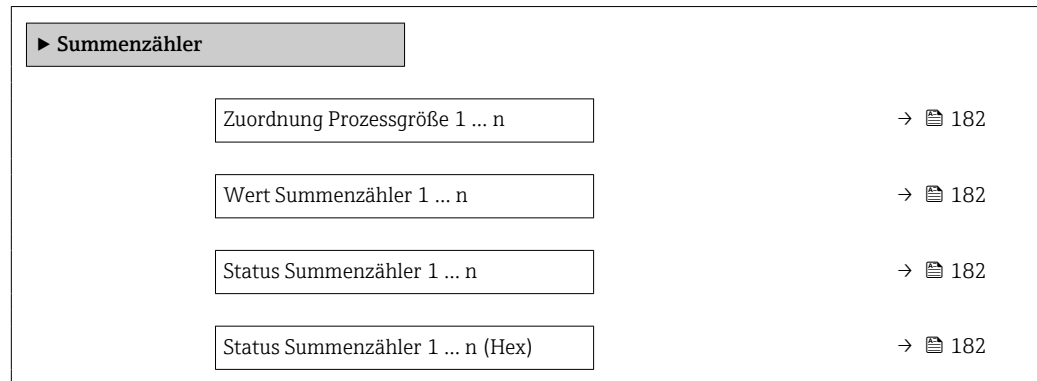 ▶ Summenzähler
Zuordnung Prozessgröße 1 … n → 182
Wert Summenzähler 1 … n → 182
Status Summenzähler 1 … n → 182
Status Summenzähler 1 … n (Hex) → 182